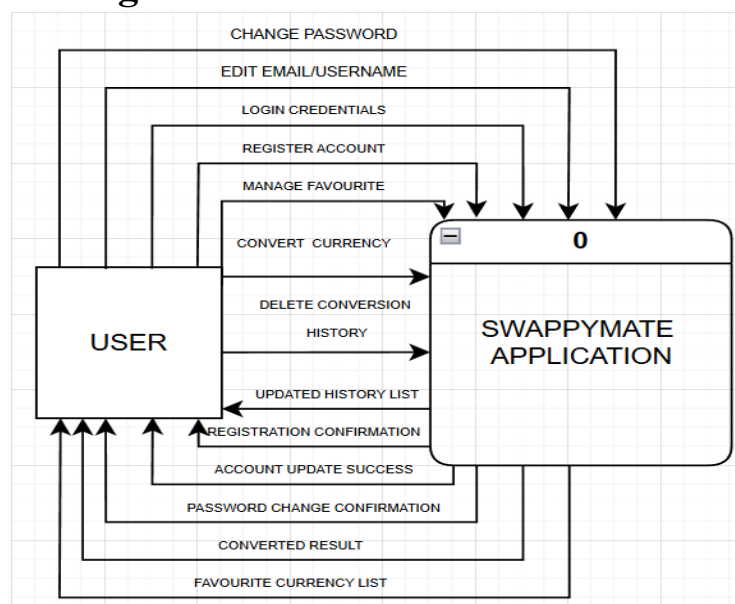 CHANGE PASSWORD
EDIT EMAIL/USERNAME
LOGIN CREDENTIALS
REGISTER ACCOUNT
MANAGE FAVOURITE
CONVERT CURRENCY
0
DELETE CONVERSION
HISTORY
USER
SWAPPYMATE
APPLICATION
UPDATED HISTORY LIST
REGISTRATION CONFIRMATION
ACCOUNT UPDATE SUCCESS
PASSWORD CHANGE CONFIRMATION
CONVERTED RESULT
FAVOURITE CURRENCY LIST